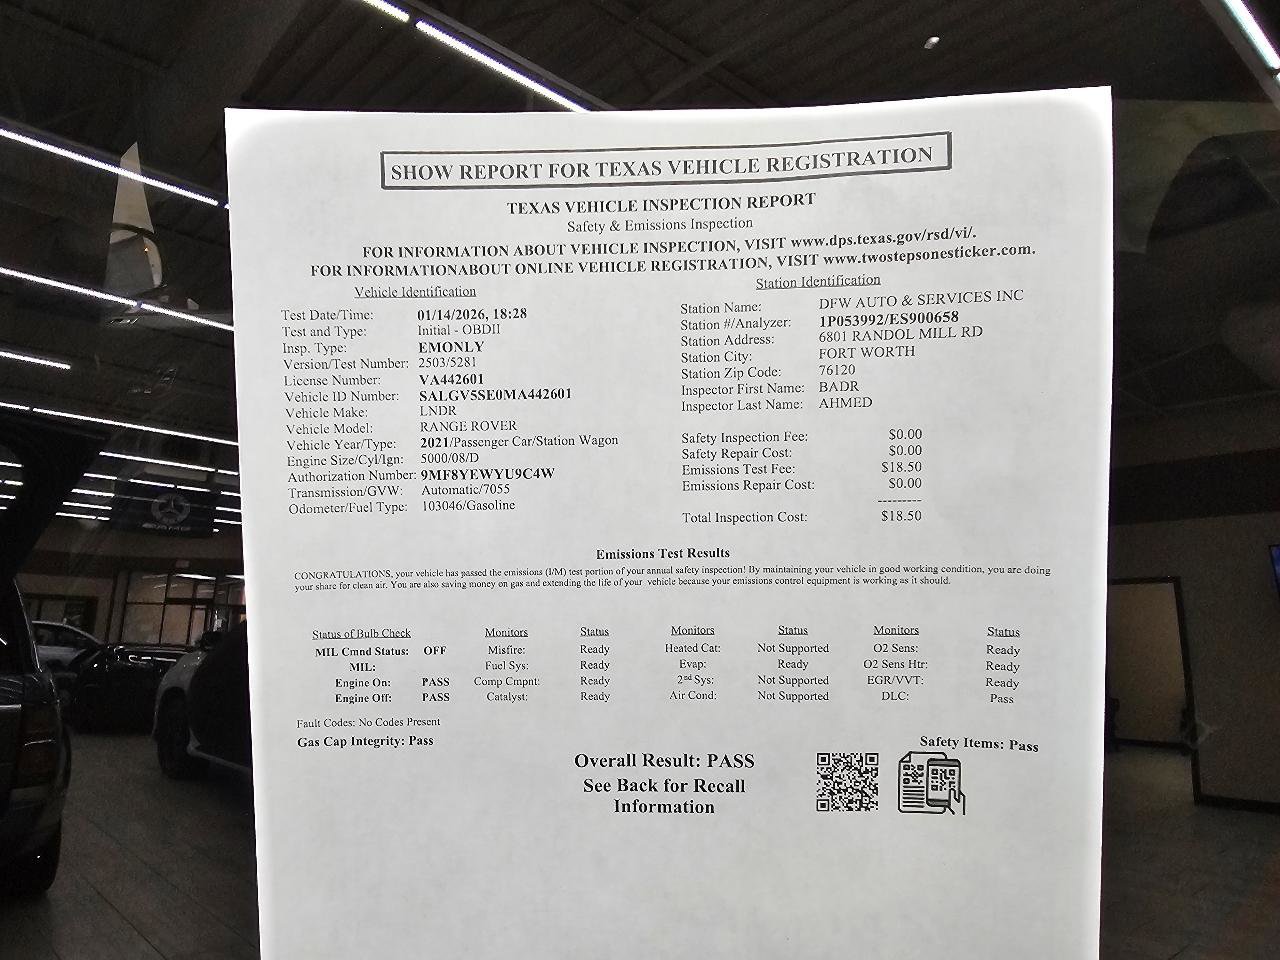 SHOW REPORT FOR TEXAS VEHICLE REGISTRATION
TEXAS VEHICLE INSPECTION REPORT
Safety & Emissions Inspection
FOR INFORMATION ABOUT VEHICLE INSPECTION, VISIT www.dps.texas.gov/rsd/vi/.
FOR INFORMATIONABOUT ONLINE VEHICLE REGISTRATION, VISIT www.twostepsonesticker.com.
Vehicle Identification
Test Date/Time: 01/14/2026, 18:28
Test and Type: Initial - OBDII
Insp. Type: EMONLY
Version/Test Number: 2503/5281
License Number: VA442601
Vehicle ID Number: SALGV5SE0MA442601
Vehicle Make: LNDR
Vehicle Model: RANGE ROVER
Vehicle Year/Type: 2021/Passenger Car/Station Wagon
Engine Size/Cyl/Ign: 5000/08/D
Authorization Number: 9MF8YEWYU9C4W
Transmission/GVW: Automatic/7055
Odometer/Fuel Type: 103046/Gasoline
Station Identification
Station Name: DFW AUTO & SERVICES INC
Station #/Analyzer: 1P053992/ES900658
Station Address: 6801 RANDOL MILL RD
Station City: FORT WORTH
Station Zip Code: 76120
Inspector First Name: BADR
Inspector Last Name: AHMED
Safety Inspection Fee: $0.00
Safety Repair Cost: $0.00
Emissions Test Fee: $18.50
Emissions Repair Cost: $0.00
---------
Total Inspection Cost: $18.50
Emissions Test Results
CONGRATULATIONS, your vehicle has passed the emissions (I/M) test portion of your annual safety inspection! By maintaining your vehicle in good working condition, you are doing
your share for clean air. You are also saving money on gas and extending the life of your vehicle because your emissions control equipment is working as it should.
Status of Bulb Check Monitors Status Monitors Status Monitors Status
MIL Cmnd Status: OFF Misfire: Ready Heated Cat: Not Supported O2 Sens: Ready
MIL: Fuel Sys: Ready Evap: Ready O2 Sens Htr: Ready
Engine On: PASS Comp Cmpnt: Ready 2nd Sys: Not Supported EGR/VVT: Ready
Engine Off: PASS Catalyst: Ready Air Cond: Not Supported DLC: Pass
Fault Codes: No Codes Present
Gas Cap Integrity: Pass Safety Items: Pass
Overall Result: PASS
See Back for Recall
Information